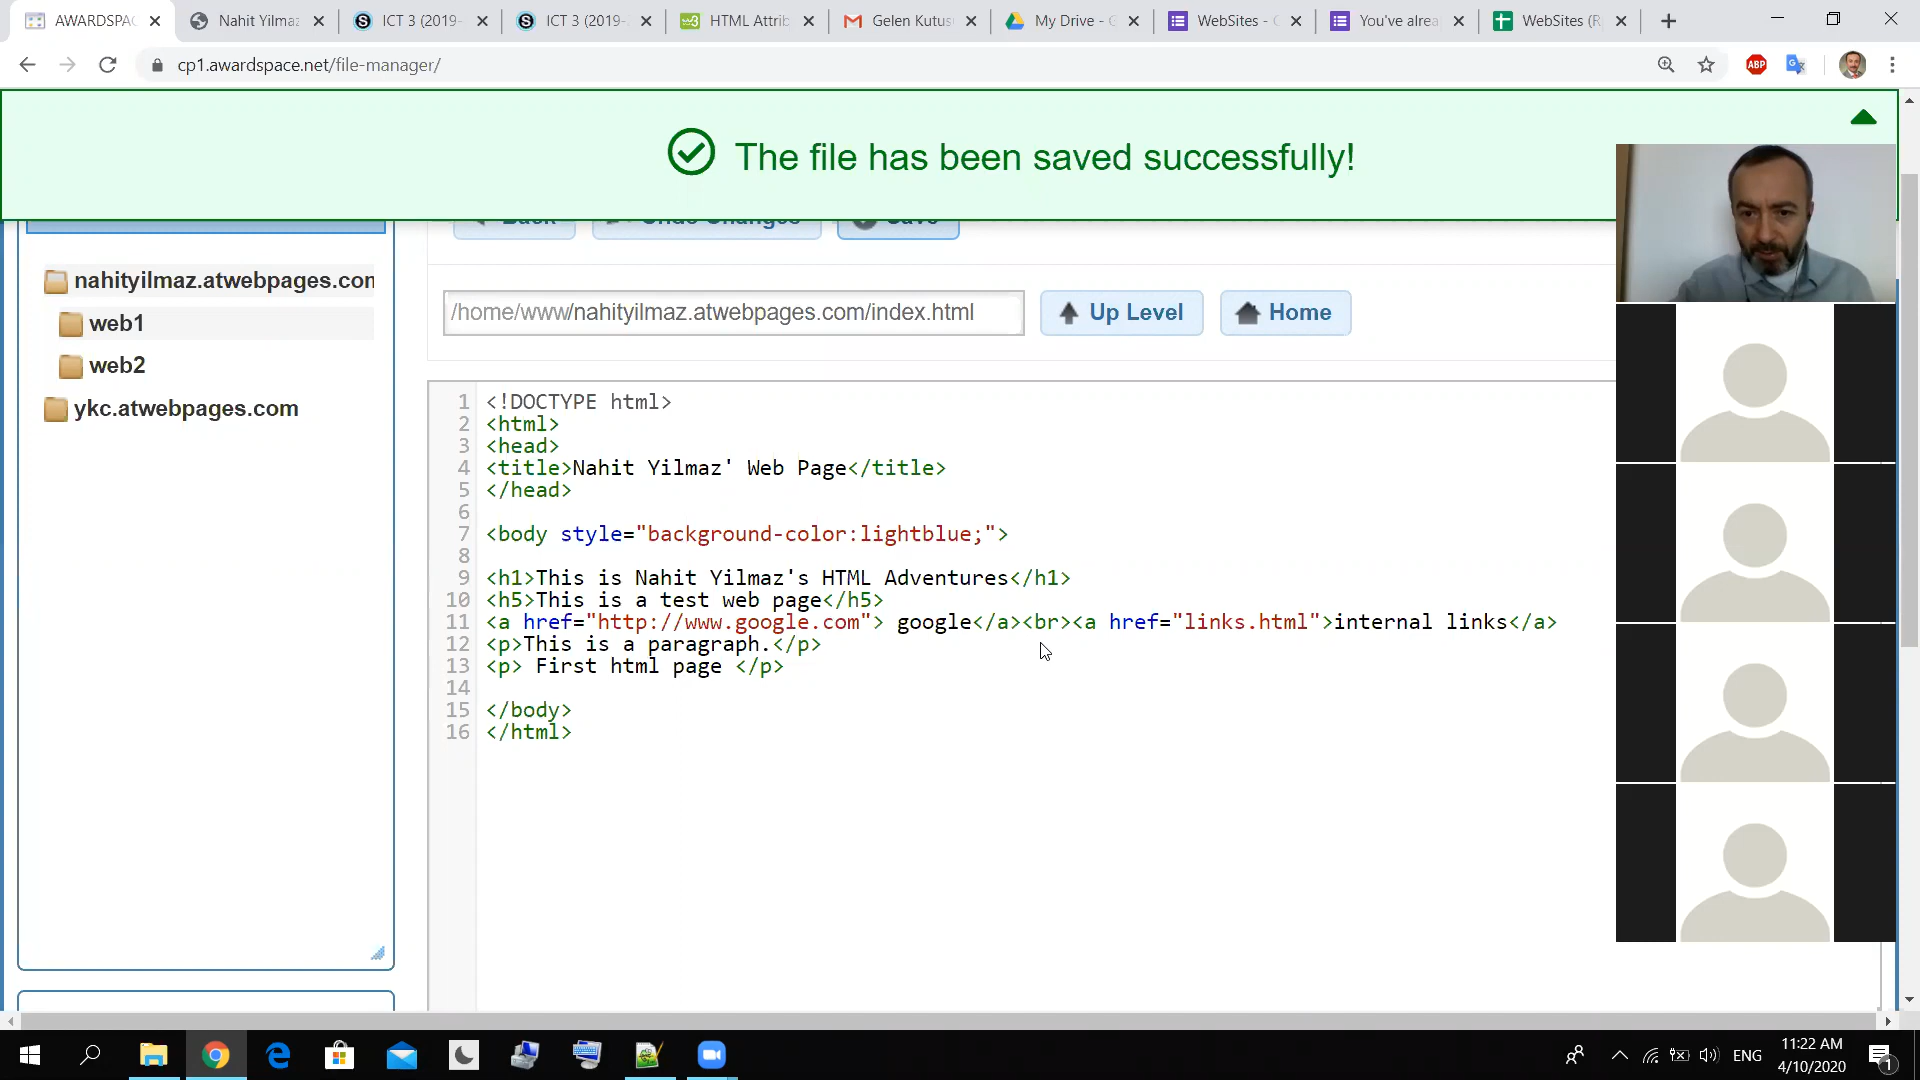 AWARDSPAC
Nahit Yilmaz
ICT 3 (2019-
ICT 3 (2019-
HTML Attrib
Gelen Kutus
My Drive - G
WebSites - G
You've alrea
WebSites (R
cp1.awardspace.net/file-manager/
The file has been saved successfully!
Back
Undo Changes
Save
nahityilmaz.atwebpages.com
web1
web2
ykc.atwebpages.com
/home/www/nahityilmaz.atwebpages.com/index.html
Up Level
Home
1 <!DOCTYPE html>
2 <html>
3 <head>
4 <title>Nahit Yilmaz' Web Page</title>
5 </head>
6
7 <body style="background-color:lightblue;">
8
9 <h1>This is Nahit Yilmaz's HTML Adventures</h1>
10 <h5>This is a test web page</h5>
11 <a href="http://www.google.com"> google</a><br><a href="links.html">internal links</a>
12 <p>This is a paragraph.</p>
13 <p> First html page </p>
14
15 </body>
16 </html>
ENG
11:22 AM
4/10/2020
1